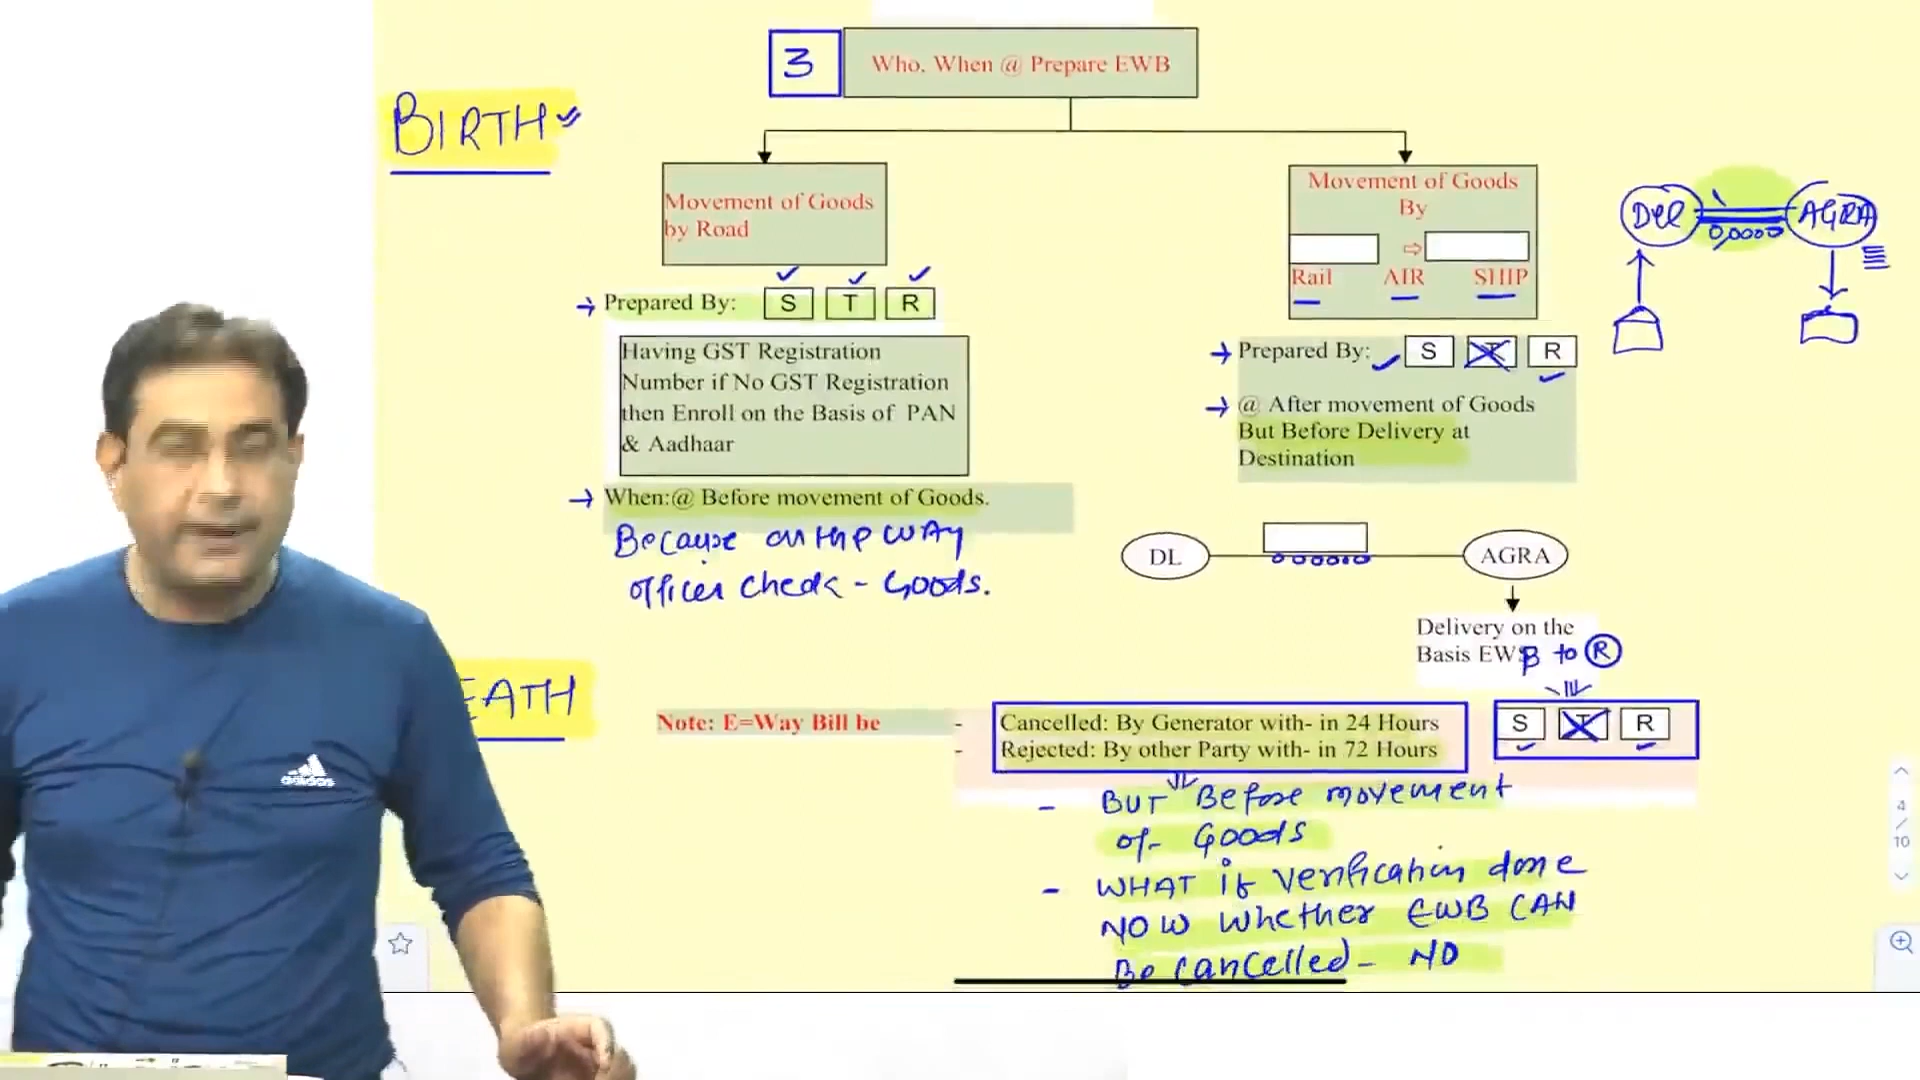 3
Who, When @ Prepare EWB
BIRTH
Movement of Goods
by Road
Prepared By: S T R
Having GST Registration
Number if No GST Registration
then Enroll on the Basis of PAN
& Aadhaar
When:@ Before movement of Goods.
Because on the way
officer check - Goods.
Movement of Goods
By
Rail AIR SHIP
Prepared By: S T R
@ After movement of Goods
But Before Delivery at
Destination
AGRA
DL AGRA
Delivery on the
Basis EWB to R
EATH
Note: E=Way Bill be
- Cancelled: By Generator with- in 24 Hours
- Rejected: By other Party with- in 72 Hours
S T R
- BUT Before movement
of Goods
- WHAT if verification done
NOW whether EWB CAN
Be cancelled - NO
adidas
4
/
10